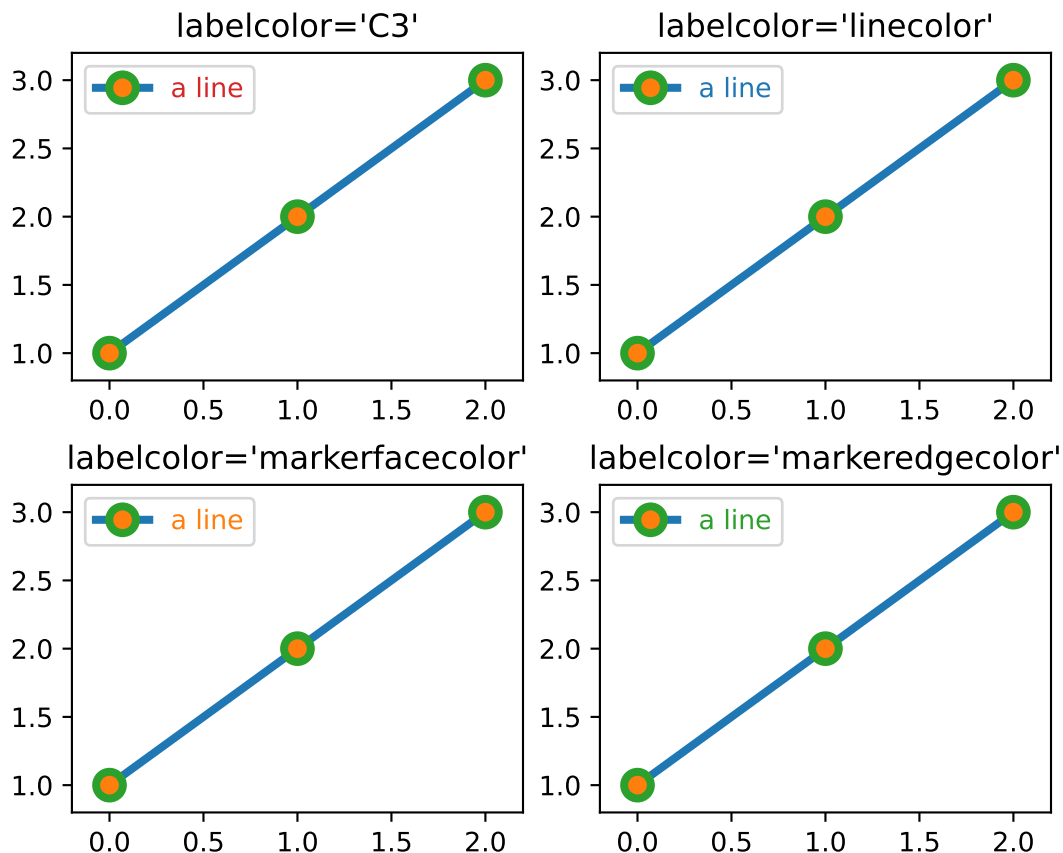 labelcolor='C3'
a line
3.0
2.5
2.0
1.5
1.0
0.0 0.5 1.0 1.5 2.0
labelcolor='linecolor'
a line
3.0
2.5
2.0
1.5
1.0
0.0 0.5 1.0 1.5 2.0
labelcolor='markerfacecolor'
a line
3.0
2.5
2.0
1.5
1.0
0.0 0.5 1.0 1.5 2.0
labelcolor='markeredgecolor'
a line
3.0
2.5
2.0
1.5
1.0
0.0 0.5 1.0 1.5 2.0